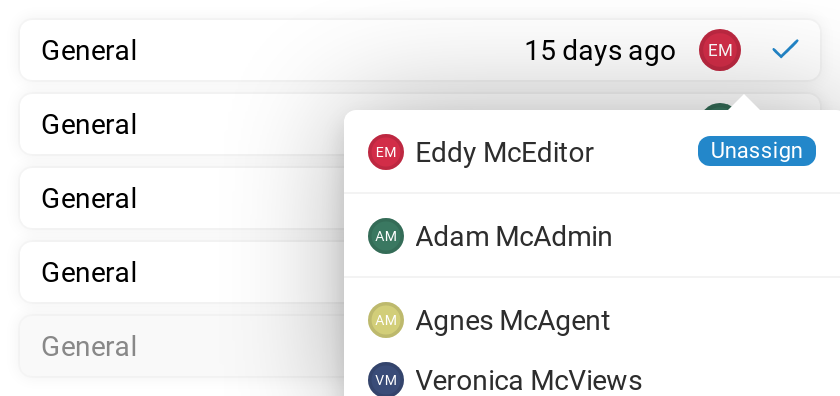 General 15 days ago EM
General
EM Eddy McEditor Unassign
General
AM Adam McAdmin
General
AM Agnes McAgent
General
VM Veronica McViews